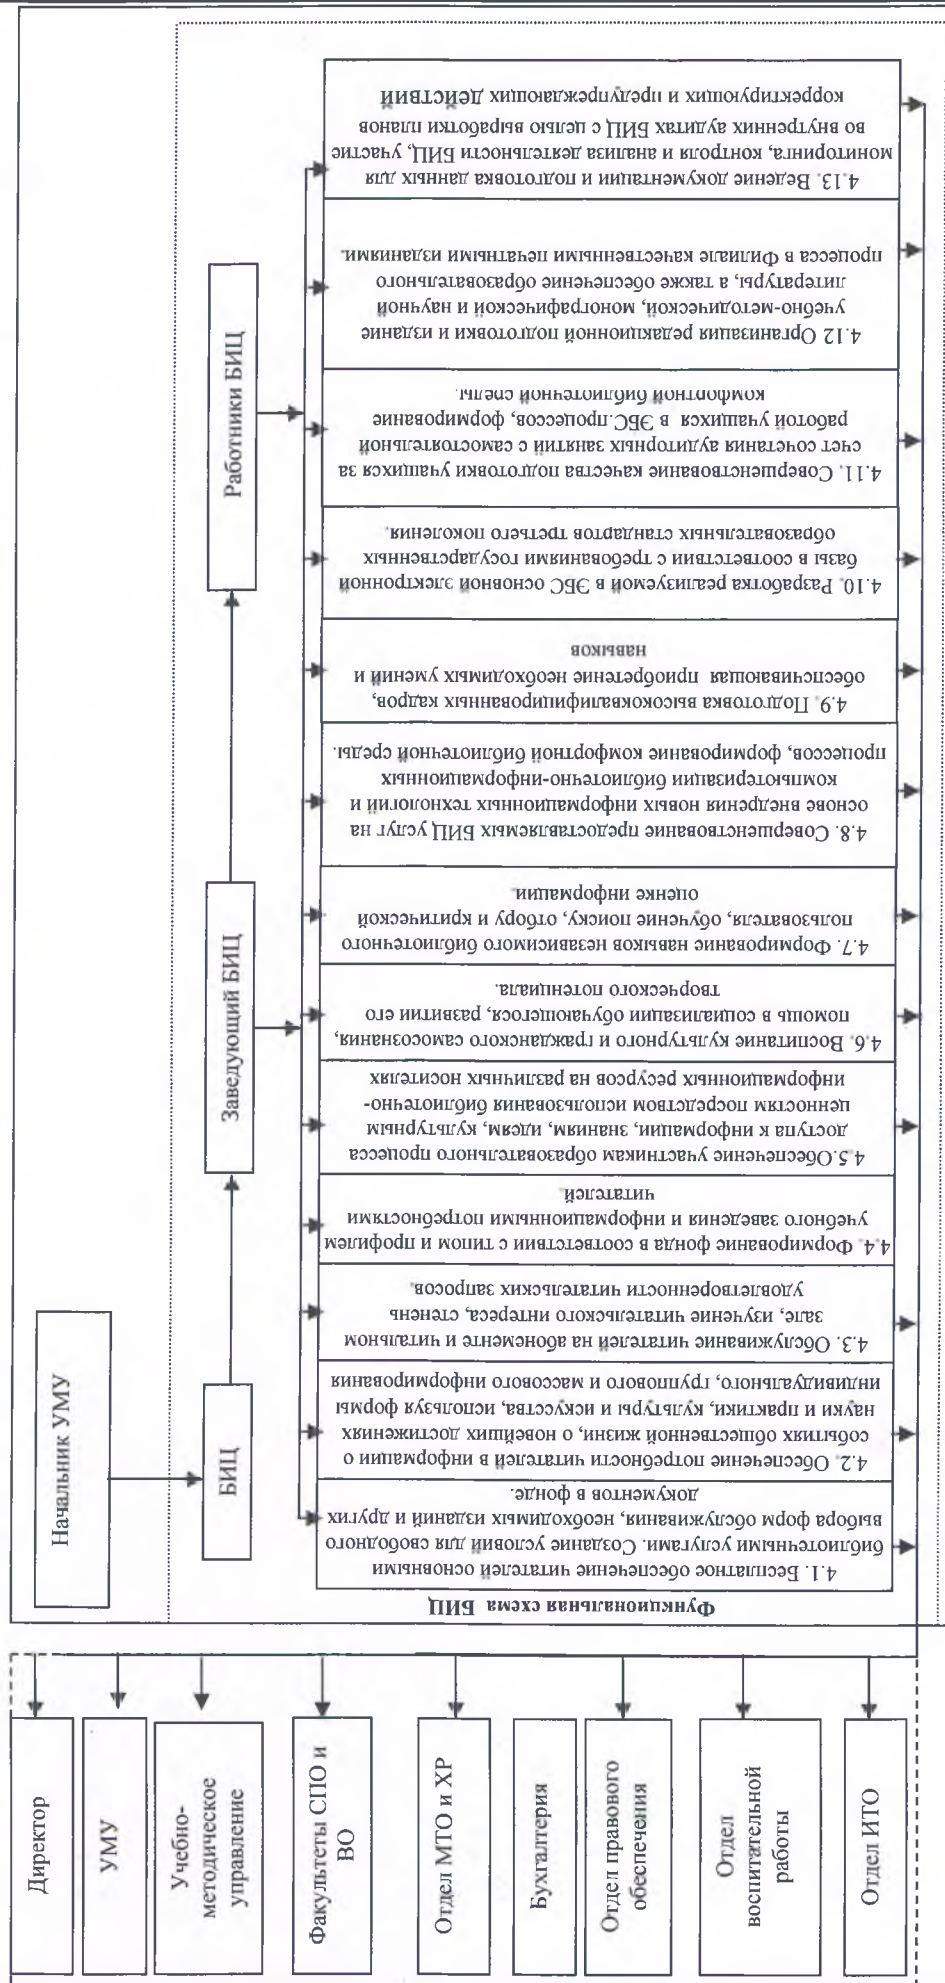 Начальник УМУ
БИЦ
Заведующий БИЦ
Работники БИЦ
Функциональная схема БИЦ
4.1. Бесплатное обеспечение читателей основными
библиотечными услугами. Создание условий для свободного
выбора форм обслуживания, необходимых изданий и других
документов в фонде.
4.2. Обеспечение потребности читателей в информации о
событиях общественной жизни, о новейших достижениях
науки и практики, культуры и искусства, используя формы
индивидуального, группового и массового информирования
4.3. Обслуживание читателей на абонементе и читальном
зале, изучение читательского интереса, степень
удовлетворенности читательских запросов.
4.4. Формирование фонда в соответствии с типом и профилем
учебного заведения и информационными потребностями
читателей.
4.5.Обеспечение участникам образовательного процесса
доступа к информации, знаниям, идеям, культурным
ценностям посредством использования библиотечно-
информационных ресурсов на различных носителях
4.6. Воспитание культурного и гражданского самосознания,
помощь в социализации обучающегося, развитии его
творческого потенциала.
4.7. Формирование навыков независимого библиотечного
пользователя, обучение поиску, отбору и критической
оценке информации.
4.8. Совершенствование предоставляемых БИЦ услуг на
основе внедрения новых информационных технологий и
компьютеризации библиотечно-информационных
процессов, формирование комфортной библиотечной среды.
4.9. Подготовка высококвалифицированных кадров,
обеспечивающая приобретение необходимых умений и
навыков
4.10. Разработка реализуемой в ЭБС основной электронной
базы в соответствии с требованиями государственных
образовательных стандартов третьего поколения.
4.11. Совершенствование качества подготовки учащихся за
счет сочетания аудиторных занятий с самостоятельной
работой учащихся в ЭБС.процессов, формирование
комфортной библиотечной среды.
4.12 Организация редакционной подготовки и издание
учебно-методической, монографической и научной
литературы, а также обеспечение образовательного
процесса в Филиале качественными печатными изданиями.
4.13. Ведение документации и подготовка данных для
мониторинга, контроля и анализа деятельности БИЦ, участие
во внутренних аудитах БИЦ с целью выработки планов
корректирующих и предупреждающих действий
Директор
УМУ
Учебно-
методическое
управление
Факультеты СПО и
ВО
Отдел МТО и ХР
Бухгалтерия
Отдел правового
обеспечения
Отдел
воспитательной
работы
Отдел ИТО